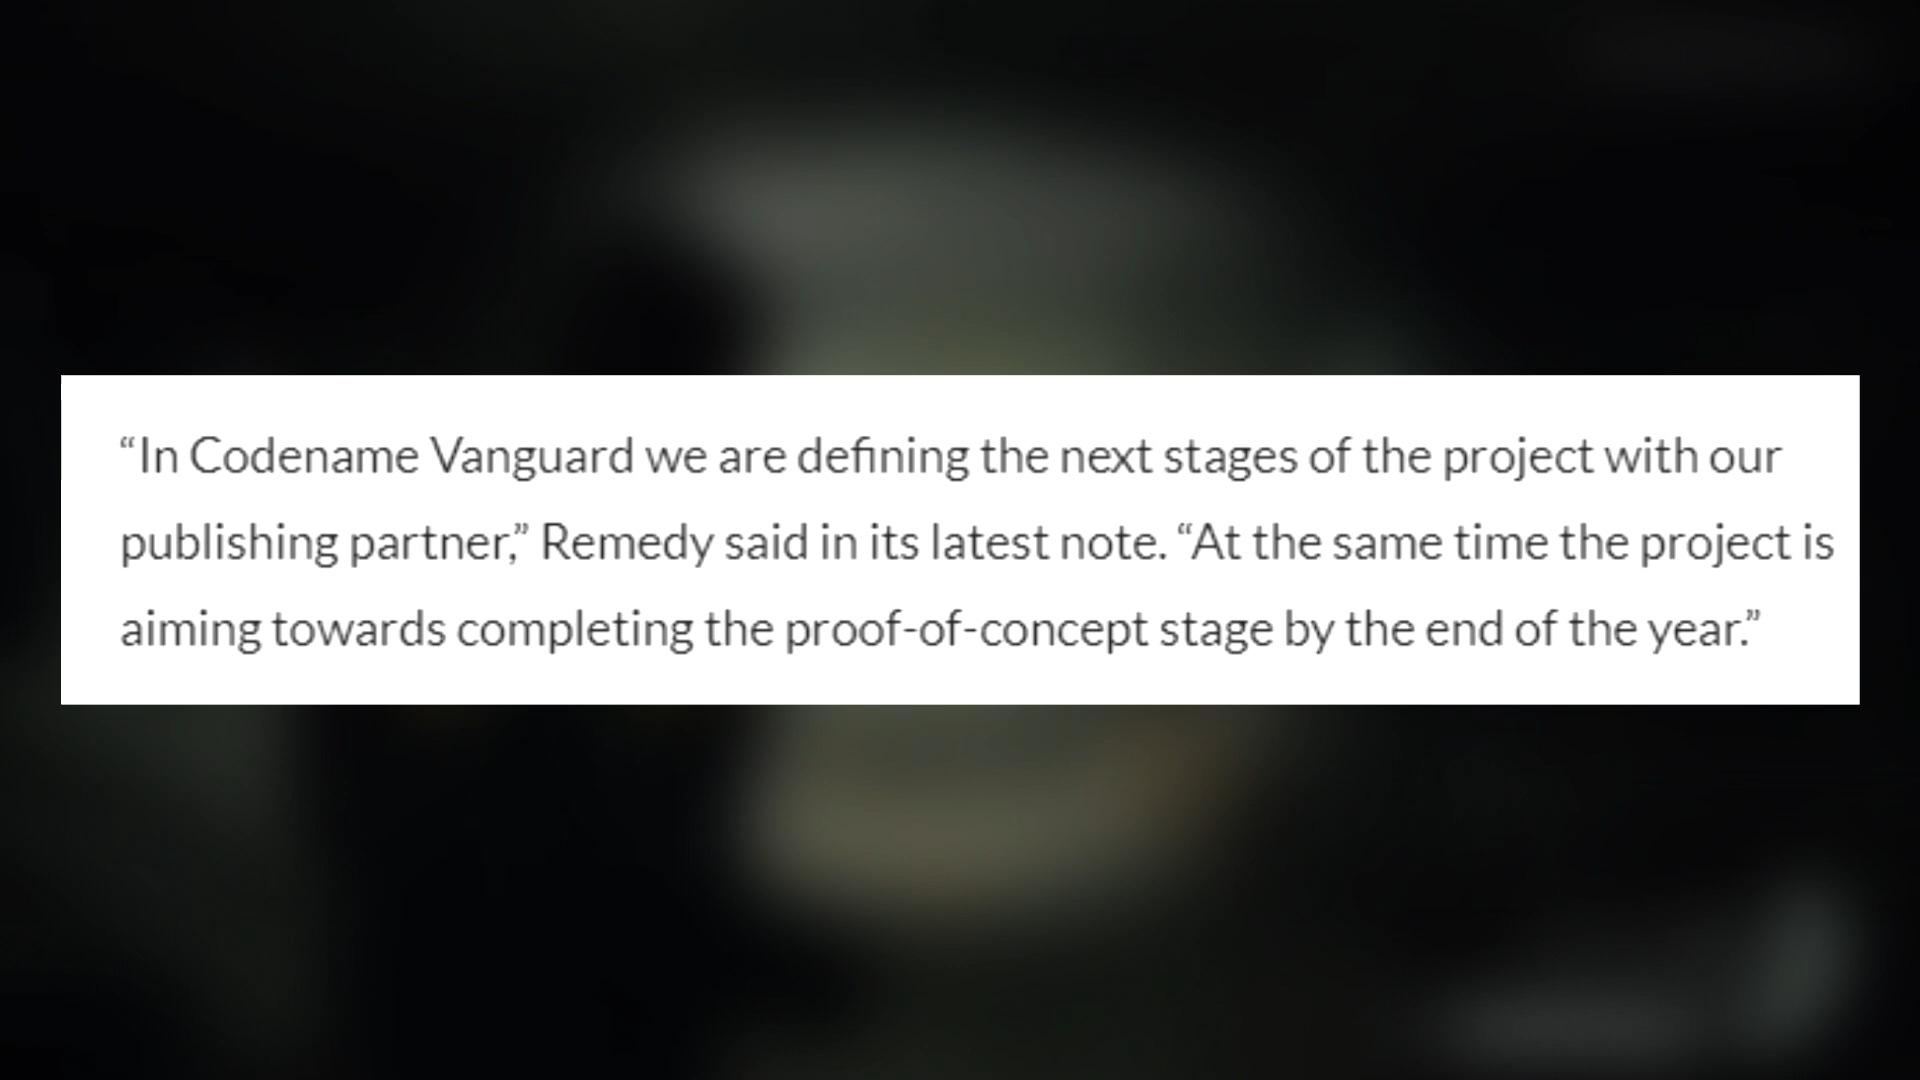 “In Codename Vanguard we are defining the next stages of the project with our
publishing partner,” Remedy said in its latest note. “At the same time the project is
aiming towards completing the proof-of-concept stage by the end of the year.”